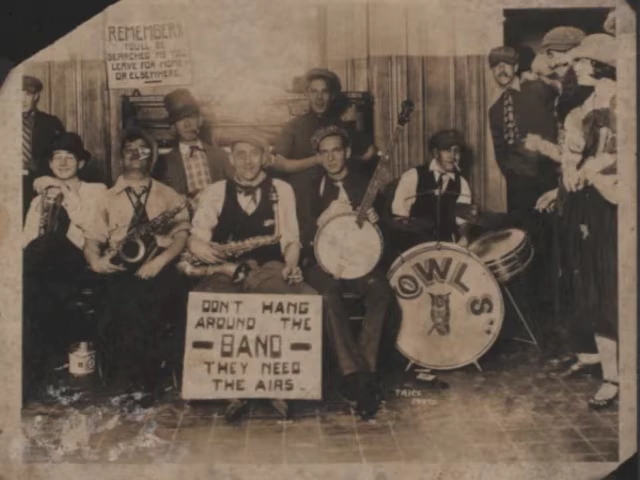 REMEMBER!
YOU'LL BE
SEARCHED AS YOU
LEAVE FOR HOME
OR ELSEWHERE.
DON'T HANG
AROUND THE
- BAND -
THEY NEED
THE AIRS.
OWLS"